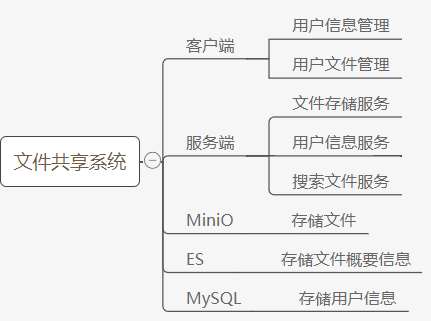 文件共享系统
客户端
用户信息管理
用户文件管理
服务端
文件存储服务
用户信息服务
搜索文件服务
MiniO
存储文件
ES
存储文件概要信息
MySQL
存储用户信息